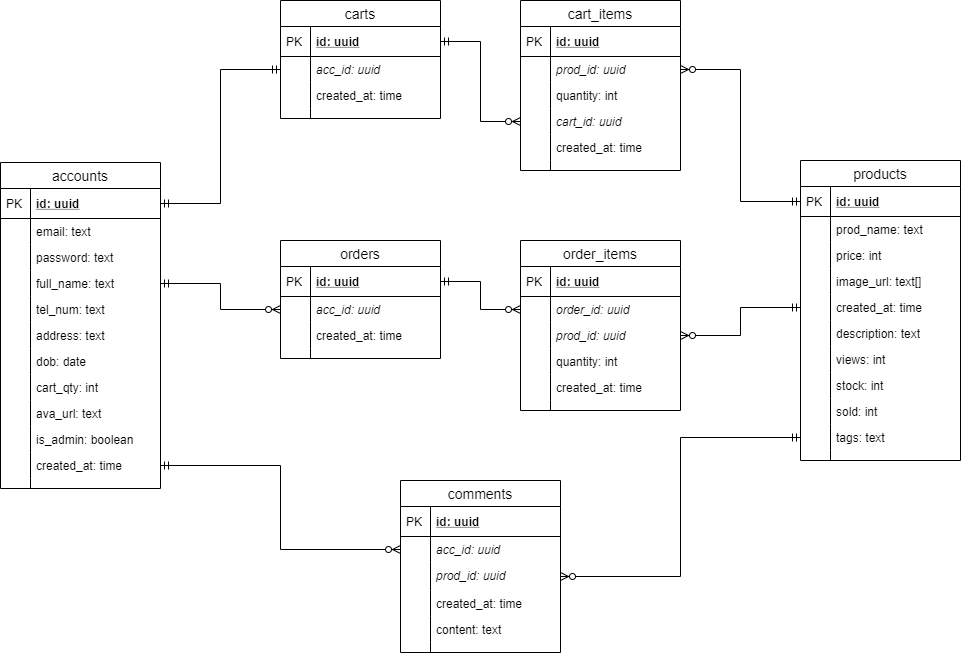 carts
PK id: uuid
acc_id: uuid
created_at: time
cart_items
PK id: uuid
prod_id: uuid
quantity: int
cart_id: uuid
created_at: time
accounts
PK id: uuid
email: text
password: text
full_name: text
tel_num: text
address: text
dob: date
cart_qty: int
ava_url: text
is_admin: boolean
created_at: time
orders
PK id: uuid
acc_id: uuid
created_at: time
order_items
PK id: uuid
order_id: uuid
prod_id: uuid
quantity: int
created_at: time
products
PK id: uuid
prod_name: text
price: int
image_url: text[]
created_at: time
description: text
views: int
stock: int
sold: int
tags: text
comments
PK id: uuid
acc_id: uuid
prod_id: uuid
created_at: time
content: text